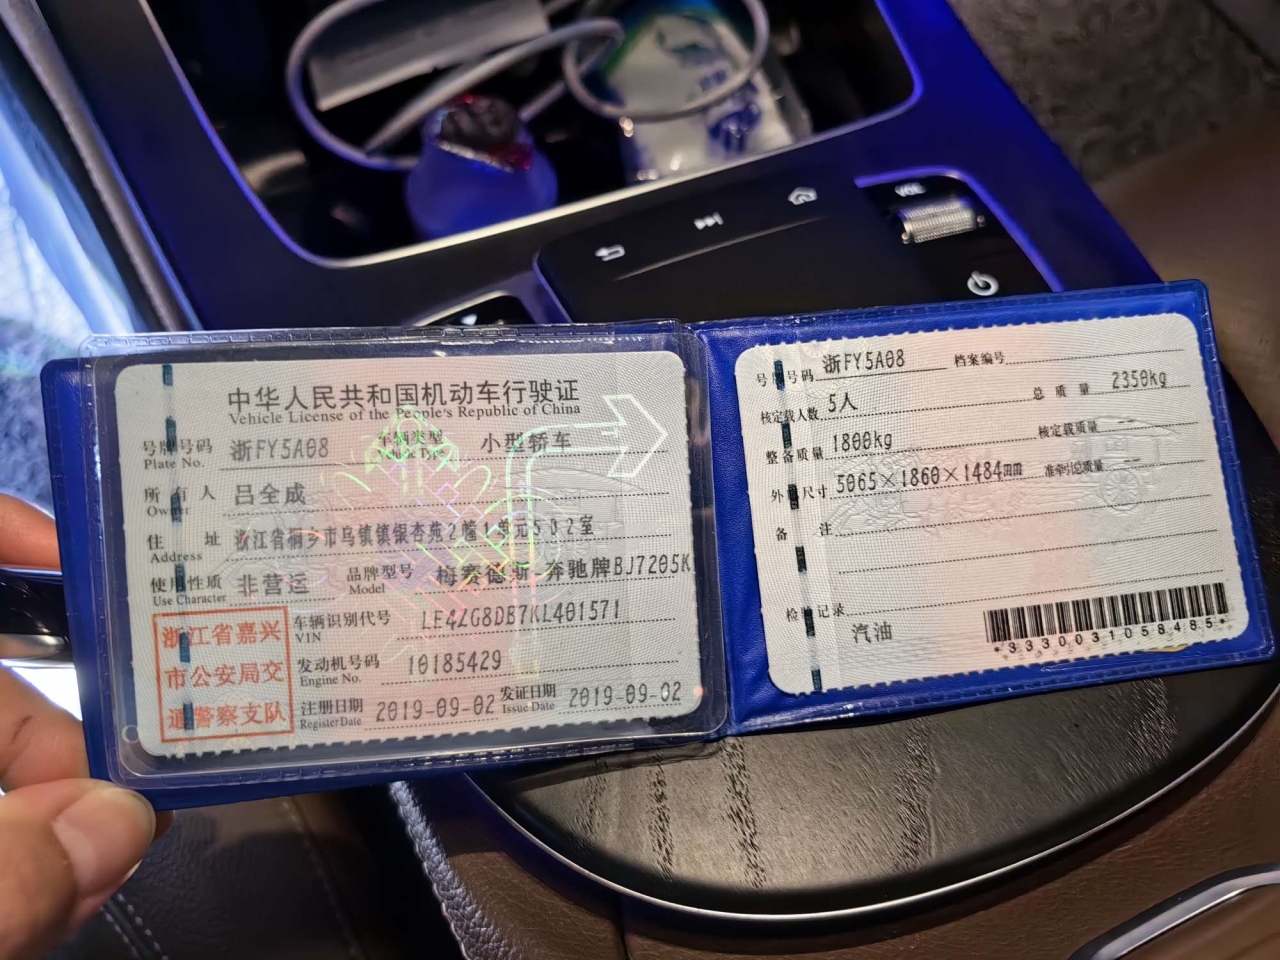 中华人民共和国机动车行驶证
Vehicle License of the People's Republic of China
号牌号码 浙FY5A08 车辆类型 小型轿车
Plate No. Vehicle Type
所有人 吕全成
Owner
住址 浙江省桐乡市乌镇镇银杏苑2幢1单元502室
Address
使用性质 非营运 品牌型号 梅赛德斯-奔驰牌BJ7205K
Use Character Model
浙江省嘉兴
市公安局交
通警察支队
车辆识别代号 LE4ZG8DB7KL401571
VIN
发动机号码 10185429
Engine No.
注册日期 2019-09-02 发证日期 2019-09-02
Register Date Issue Date
号牌号码 浙FY5A08 档案编号
核定载人数 5人 总质量 2350kg
整备质量 1800kg 核定载质量
外廓尺寸 5065×1860×1484mm 准牵引总质量
备注
检验记录
汽油
*3330031058485*
VOL